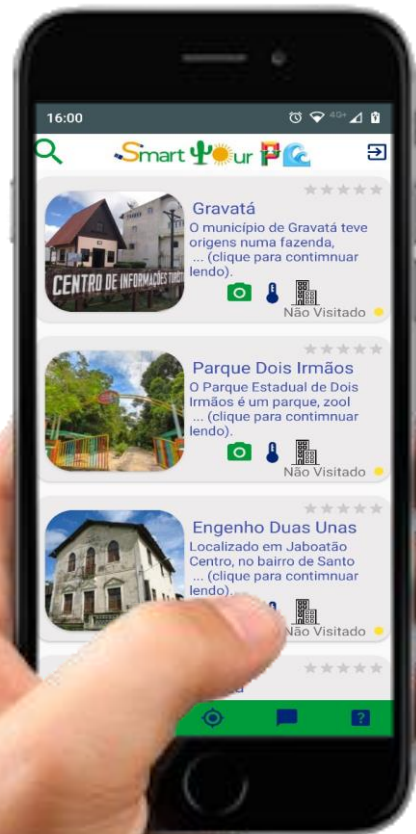 16:00
4G+
Smart Tour PE
Gravatá
O município de Gravatá teve
origens numa fazenda,
... (clique para contimnuar
lendo).
CENTRO DE INFORMAÇÕES
Não Visitado
Parque Dois Irmãos
O Parque Estadual de Dois
Irmãos é um parque, zool
... (clique para contimnuar
lendo).
Não Visitado
Engenho Duas Unas
Localizado em Jaboatão
Centro, no bairro de Santo
... (clique para contimnuar
lendo).
Não Visitado
?